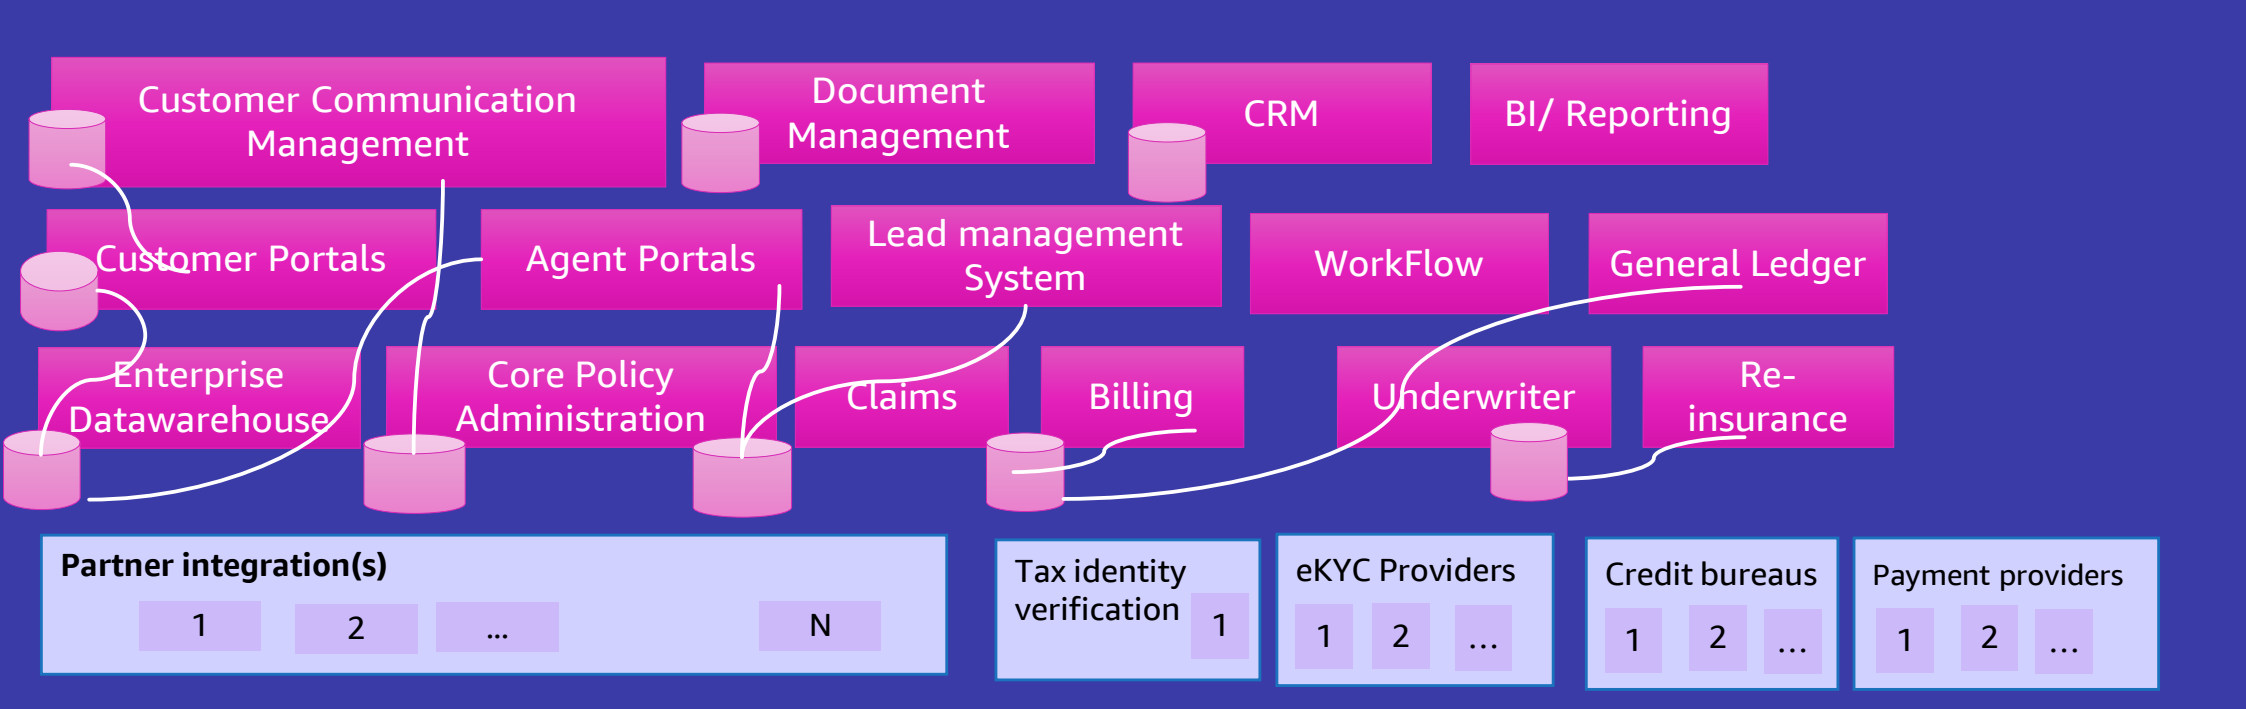 Customer Communication
Management
Document
Management
CRM
BI/ Reporting
Customer Portals
Agent Portals
Lead management
System
WorkFlow
General Ledger
Enterprise
Datawarehouse
Core Policy
Administration
Claims
Billing
Underwriter
Re-
insurance
Partner integration(s)
1
2
...
N
Tax identity
verification
1
eKYC Providers
1
2
...
Credit bureaus
1
2
...
Payment providers
1
2
...